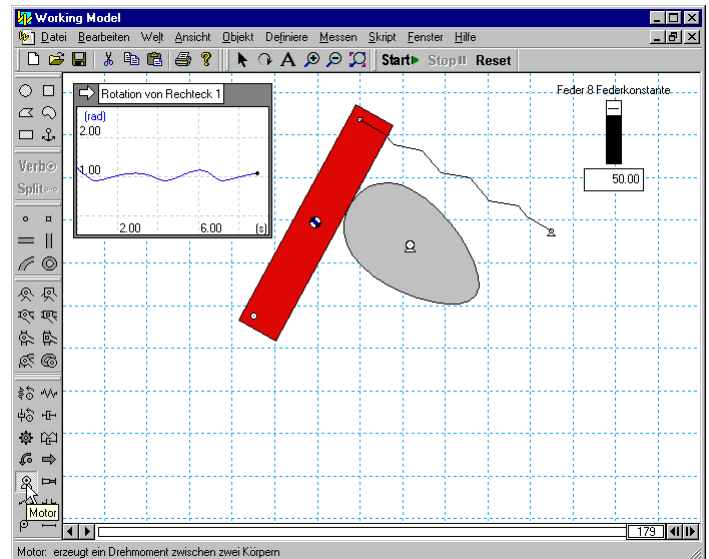 Working Model
Datei Bearbeiten Welt Ansicht Objekt Definiere Messen Skript Fenster Hilfe
A Start Stop Reset
Rotation von Rechteck 1
(rad)
2.00
1.00
2.00 6.00 (s)
Feder 8 Federkonstante
50.00
Verb
Split
Motor
179
Motor: erzeugt ein Drehmoment zwischen zwei Körpern